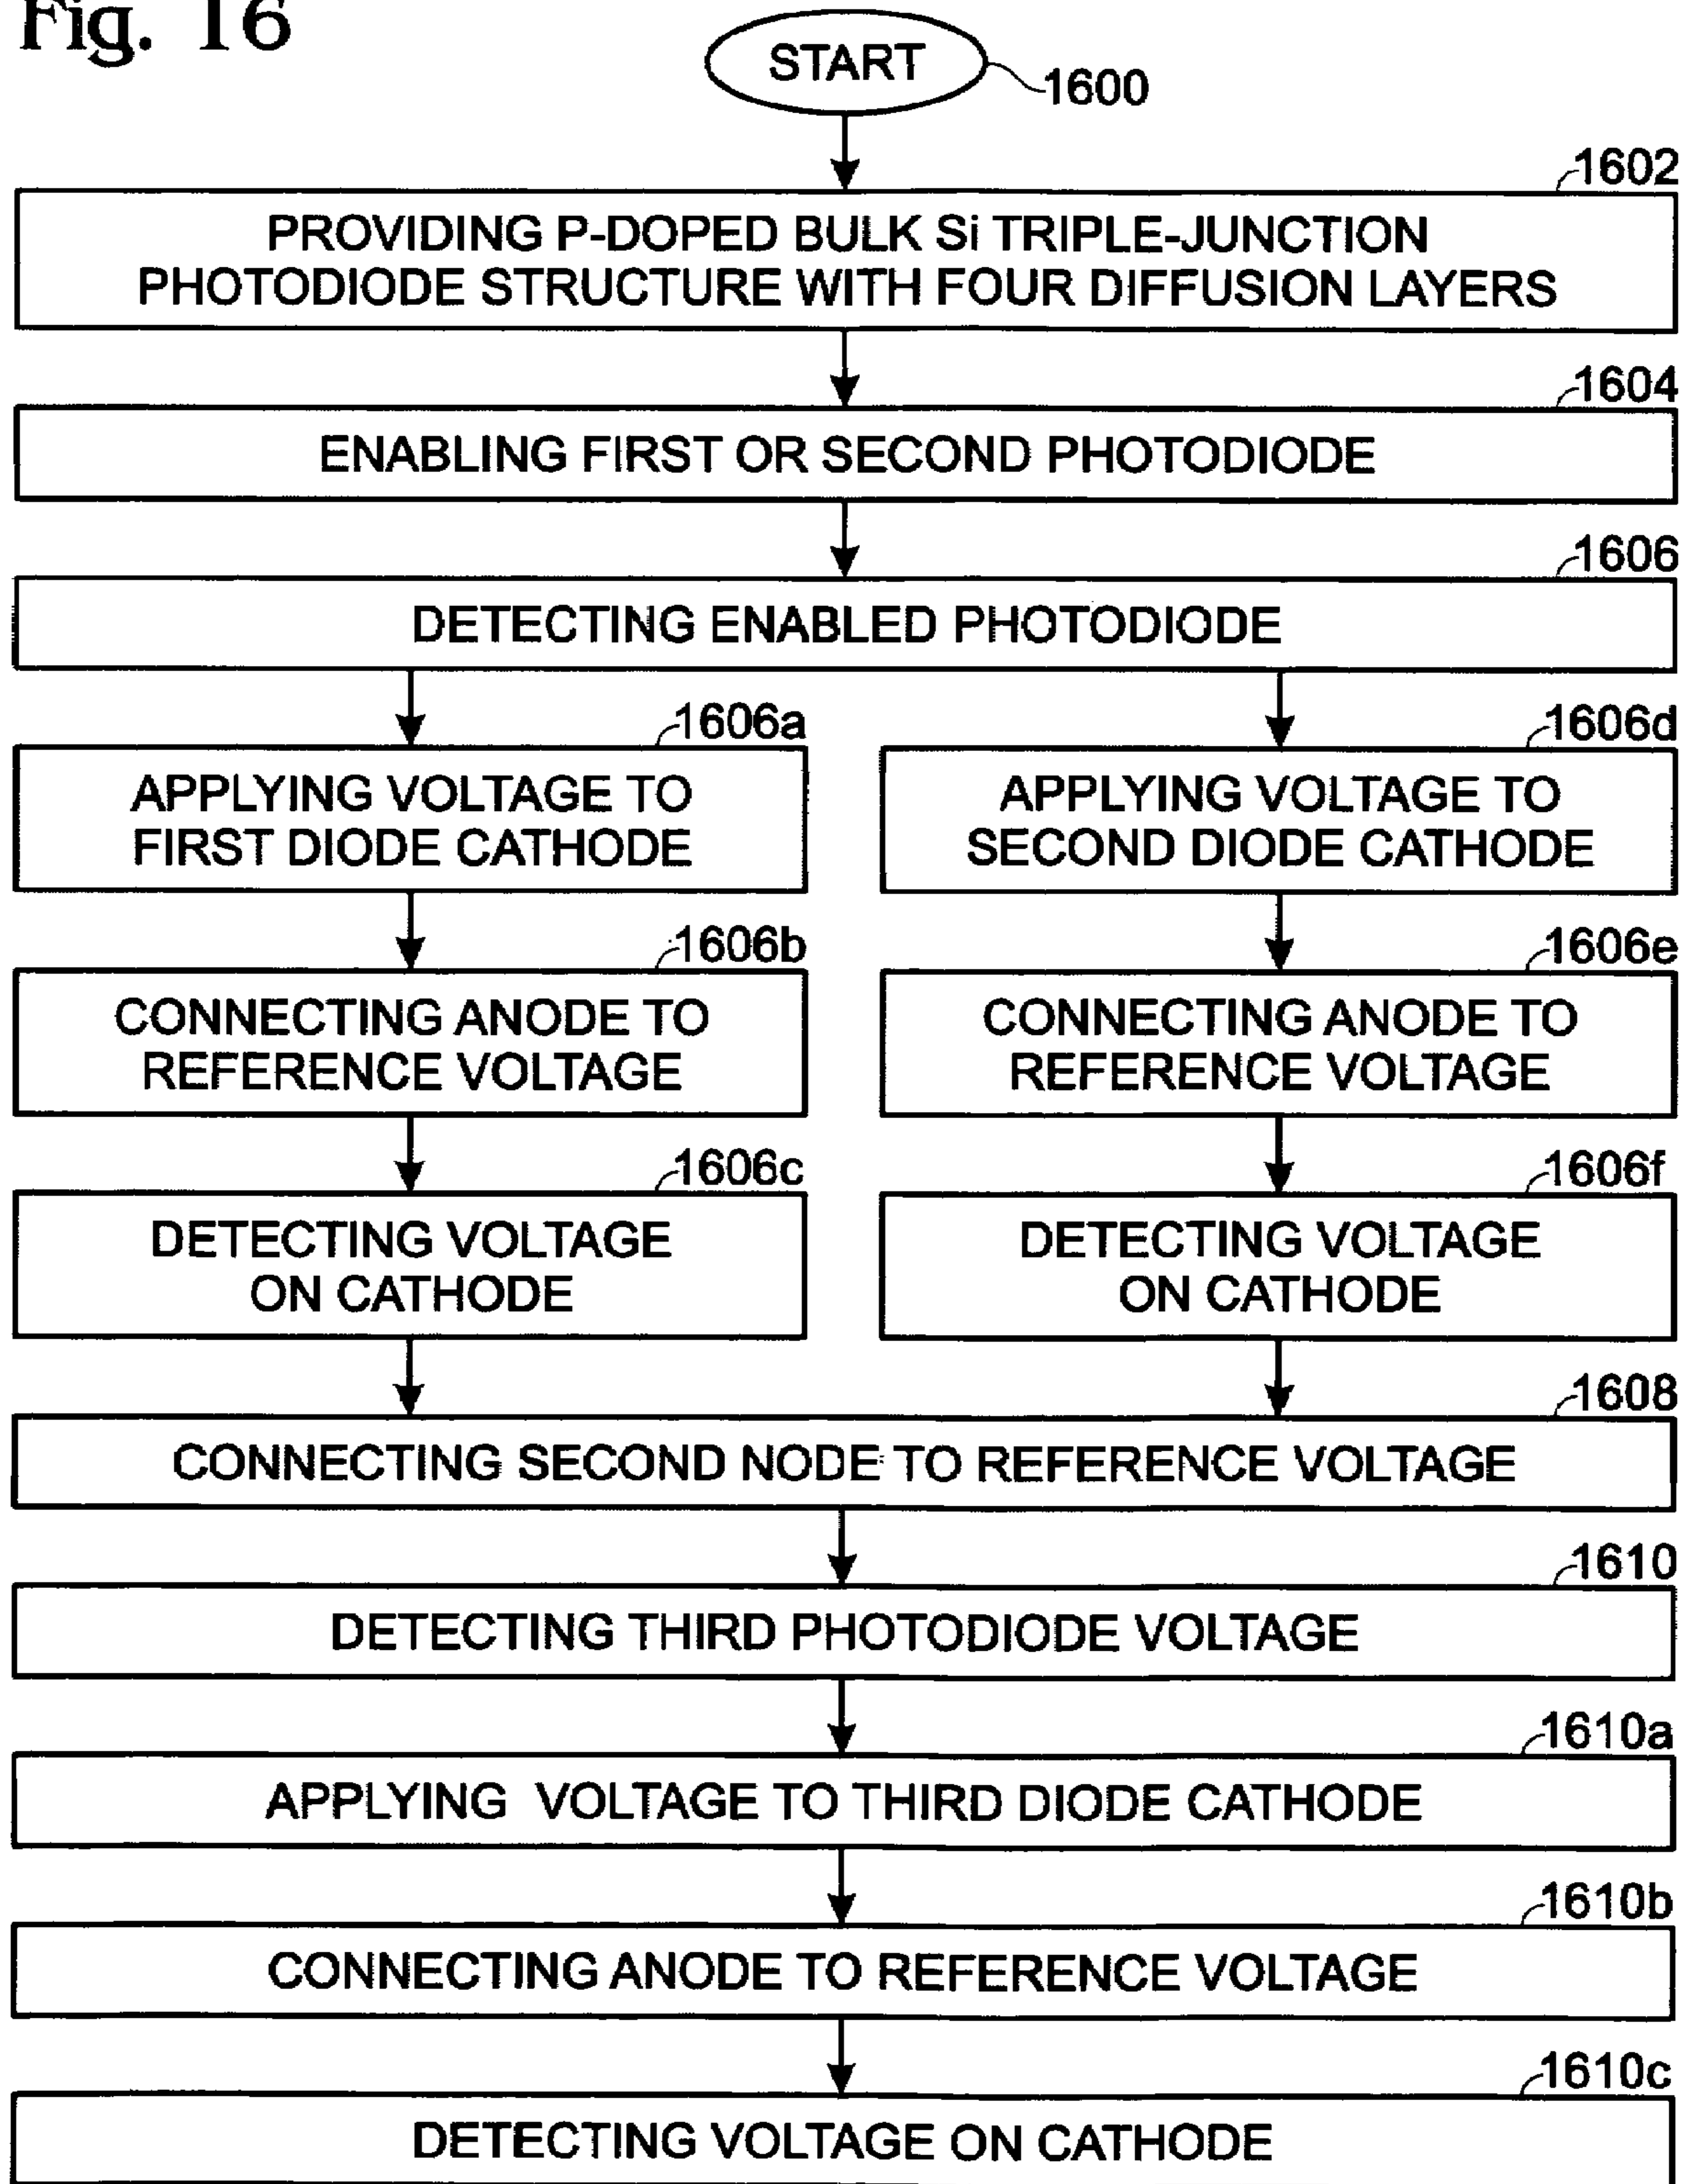 Fig. 16
START
1600
1602
PROVIDING P-DOPED BULK Si TRIPLE-JUNCTION
PHOTODIODE STRUCTURE WITH FOUR DIFFUSION LAYERS
1604
ENABLING FIRST OR SECOND PHOTODIODE
1606
DETECTING ENABLED PHOTODIODE
1606a
APPLYING VOLTAGE TO
FIRST DIODE CATHODE
1606d
APPLYING VOLTAGE TO
SECOND DIODE CATHODE
1606b
CONNECTING ANODE TO
REFERENCE VOLTAGE
1606e
CONNECTING ANODE TO
REFERENCE VOLTAGE
1606c
DETECTING VOLTAGE
ON CATHODE
1606f
DETECTING VOLTAGE
ON CATHODE
1608
CONNECTING SECOND NODE TO REFERENCE VOLTAGE
1610
DETECTING THIRD PHOTODIODE VOLTAGE
1610a
APPLYING VOLTAGE TO THIRD DIODE CATHODE
1610b
CONNECTING ANODE TO REFERENCE VOLTAGE
1610c
DETECTING VOLTAGE ON CATHODE